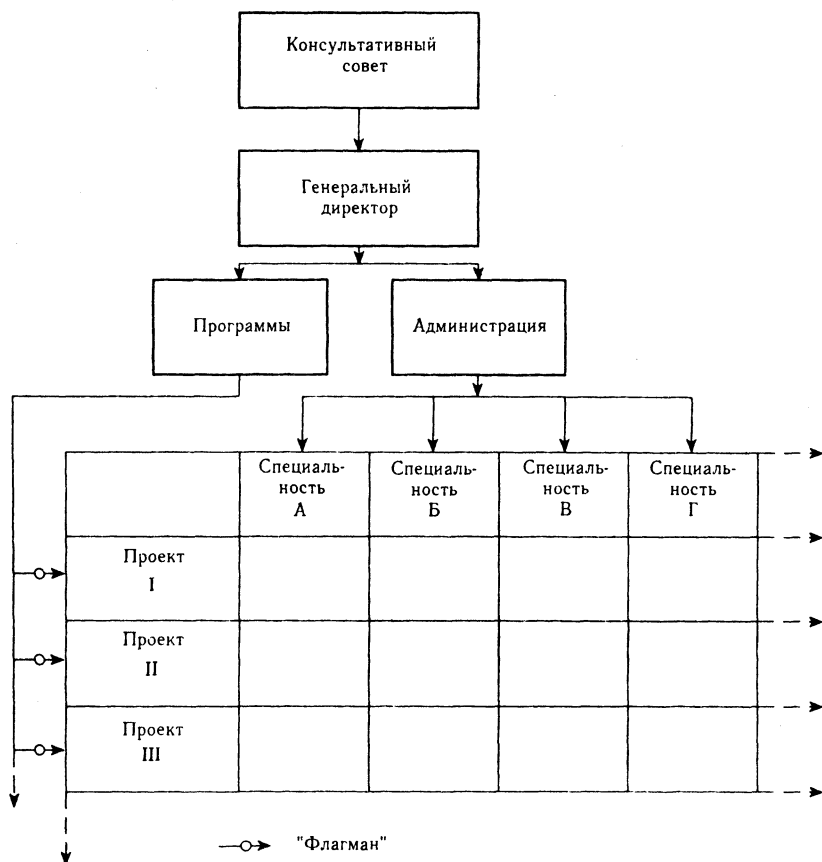 Консультативный
совет
Генеральный
директор
Программы
Администрация
Специаль-
ность
А
Специаль-
ность
Б
Специаль-
ность
В
Специаль-
ность
Г
Проект
I
Проект
II
Проект
III
"Флагман"